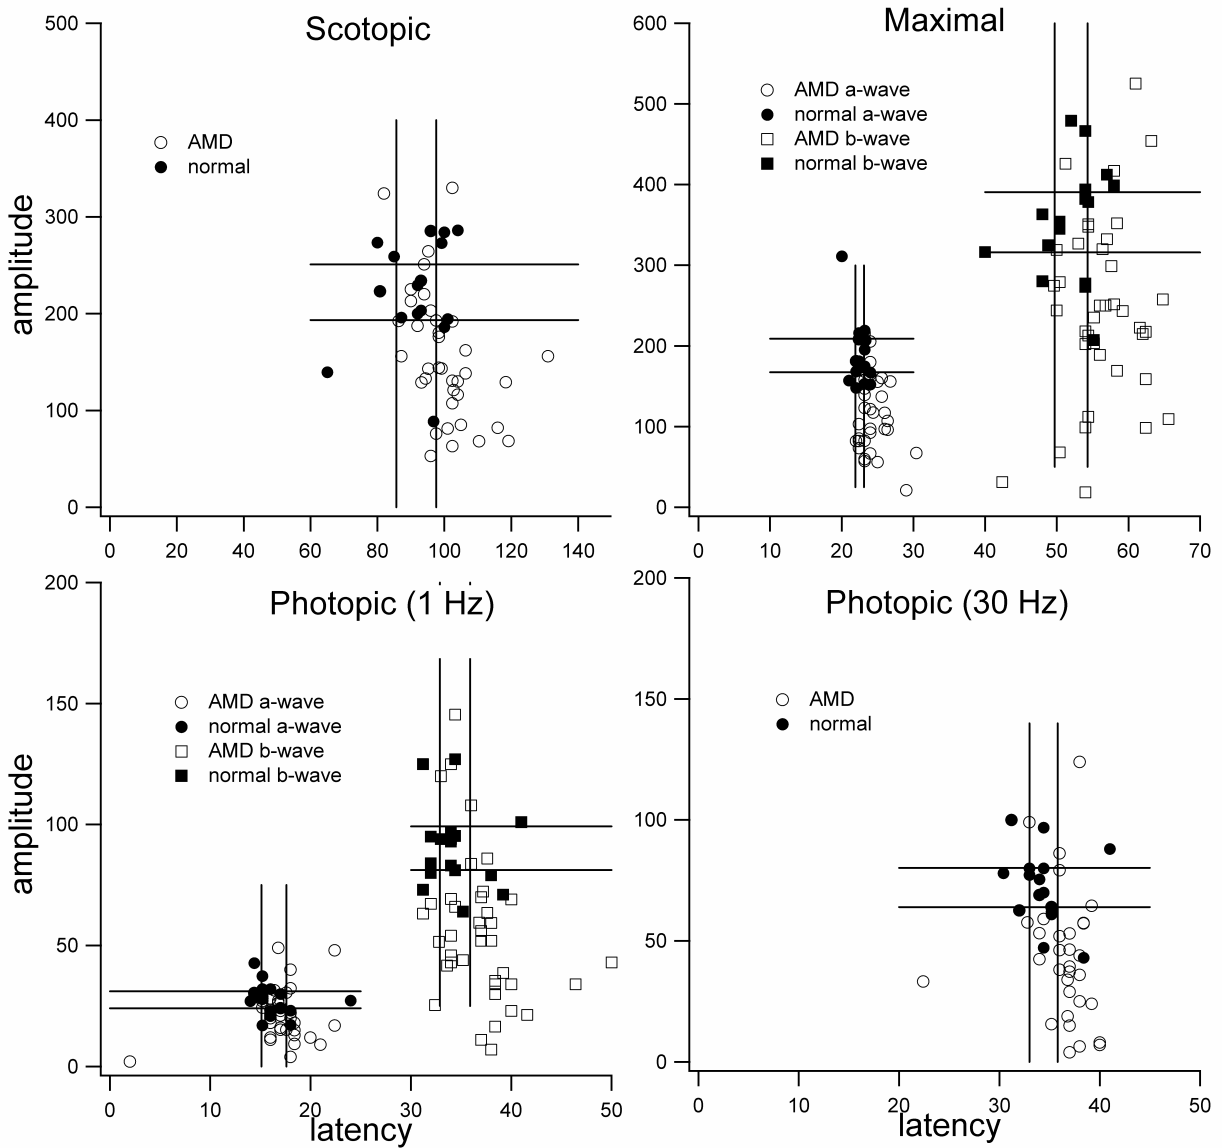 Scotopic
500
400
300
200
100
0
amplitude
AMD
normal
0 20 40 60 80 100 120 140
Maximal
600
500
400
300
200
100
0
AMD a-wave
normal a-wave
AMD b-wave
normal b-wave
0 10 20 30 40 50 60 70
Photopic (1 Hz)
200
150
100
50
0
amplitude
AMD a-wave
normal a-wave
AMD b-wave
normal b-wave
0 10 20 30 40 50
latency
Photopic (30 Hz)
200
150
100
50
0
AMD
normal
0 10 20 30 40 50
latency